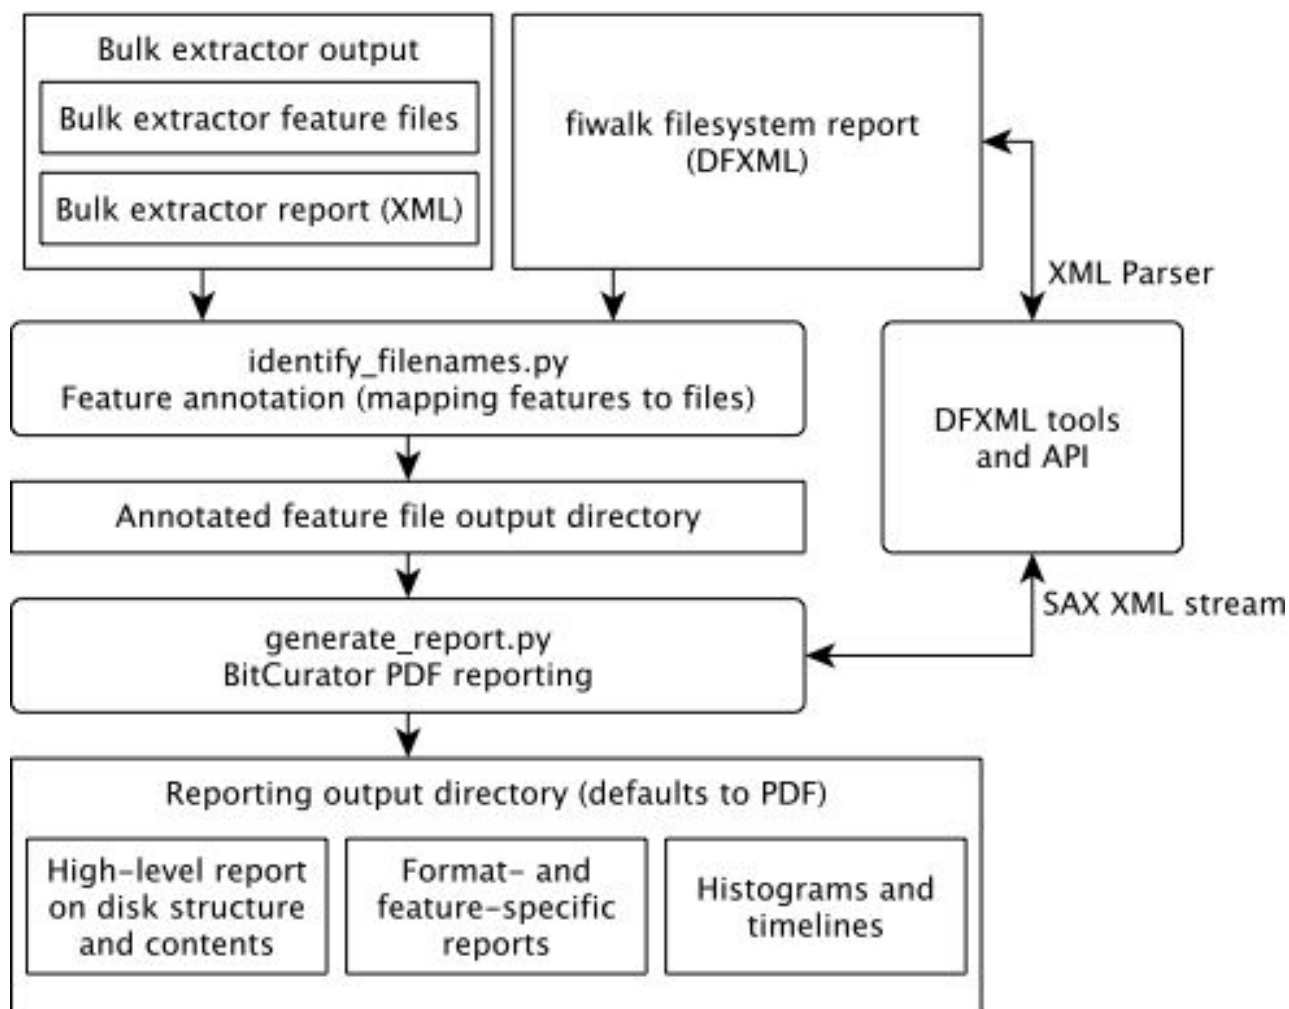 Bulk extractor output
Bulk extractor feature files
Bulk extractor report (XML)
fiwalk filesystem report
(DFXML)
XML Parser
identify_filenames.py
Feature annotation (mapping features to files)
DFXML tools
and API
Annotated feature file output directory
SAX XML stream
generate_report.py
BitCurator PDF reporting
Reporting output directory (defaults to PDF)
High-level report
on disk structure
and contents
Format- and
feature-specific
reports
Histograms and
timelines